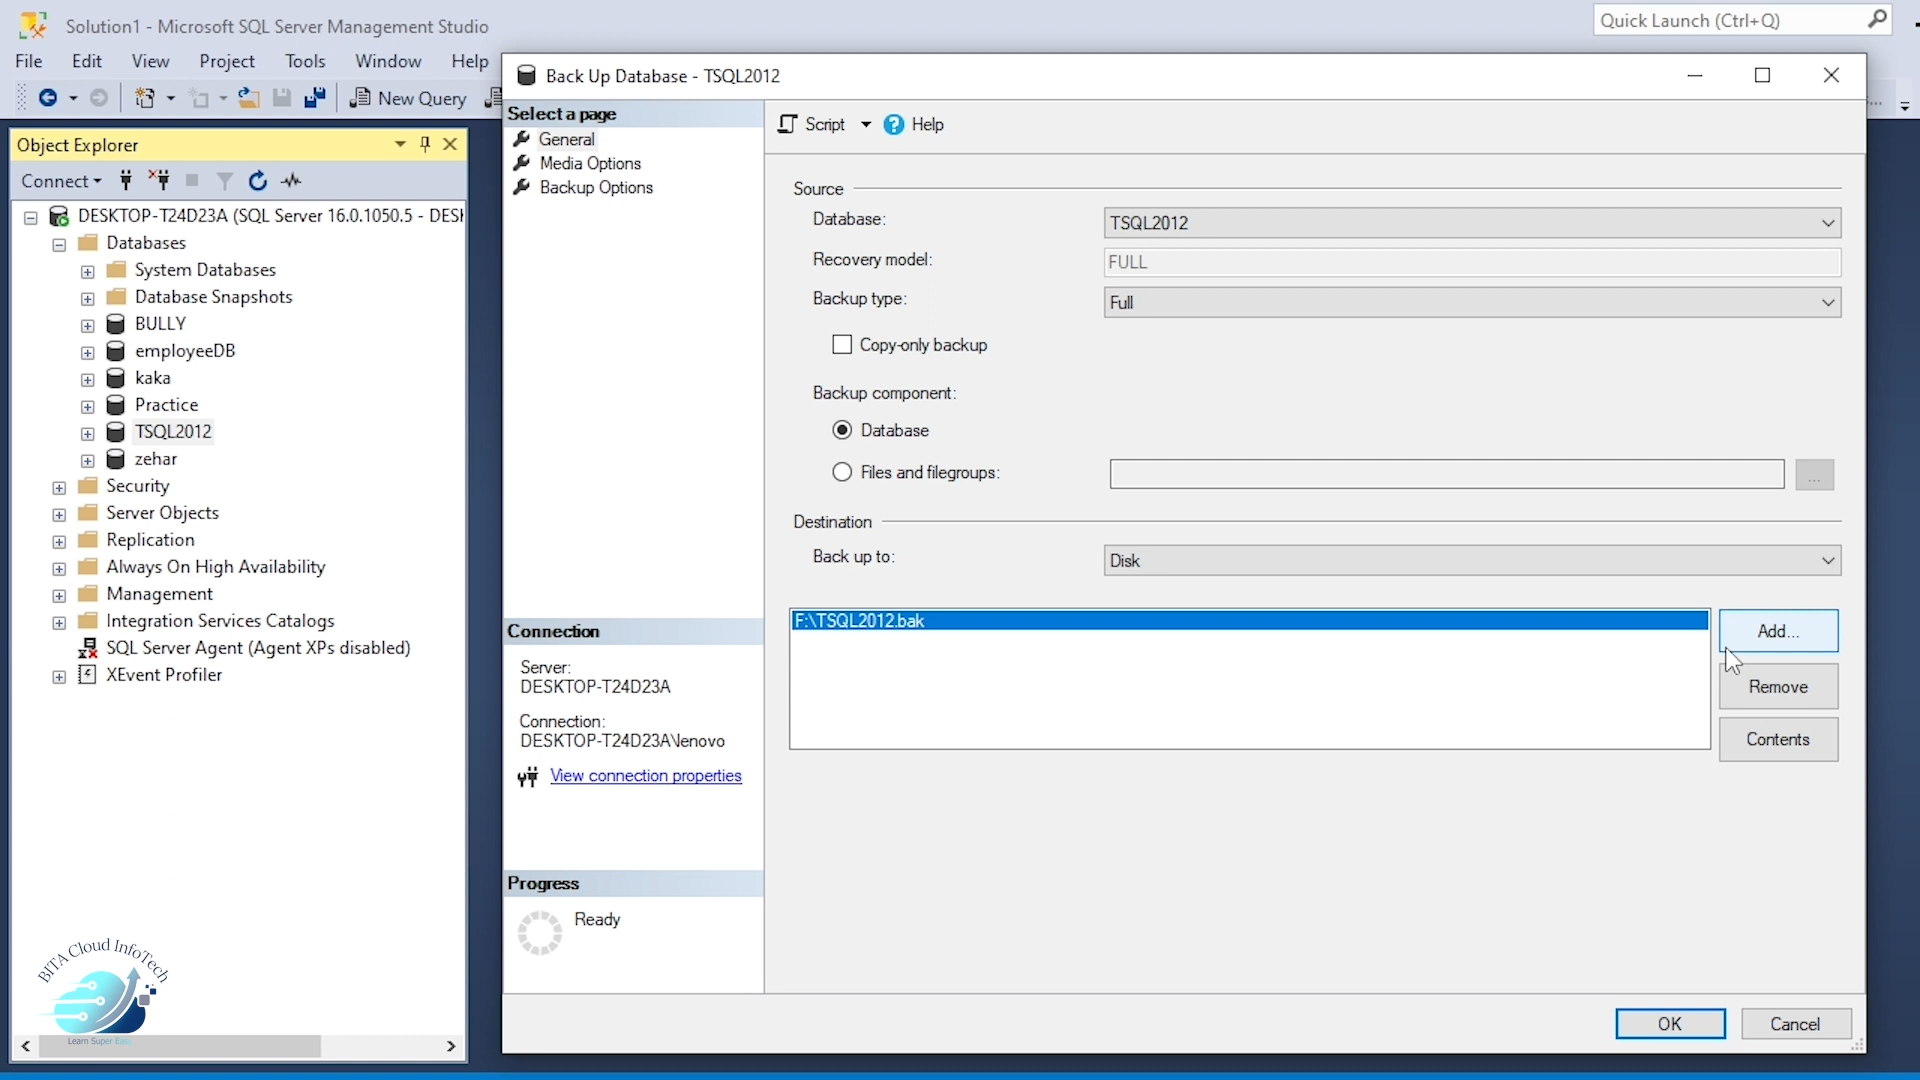 Solution1 - Microsoft SQL Server Management Studio
Quick Launch (Ctrl+Q)
File Edit View Project Tools Window Help
New Query
Object Explorer
Connect
DESKTOP-T24D23A (SQL Server 16.0.1050.5 - DESK
Databases
System Databases
Database Snapshots
BULLY
employeeDB
kaka
Practice
TSQL2012
zehar
Security
Server Objects
Replication
Always On High Availability
Management
Integration Services Catalogs
SQL Server Agent (Agent XPs disabled)
XEvent Profiler
BITA Cloud InfoTech
Learn Super Easy
Back Up Database - TSQL2012
Select a page
General
Media Options
Backup Options
Connection
Server:
DESKTOP-T24D23A
Connection:
DESKTOP-T24D23A\lenovo
View connection properties
Progress
Ready
Script Help
Source
Database: TSQL2012
Recovery model: FULL
Backup type: Full
Copy-only backup
Backup component:
Database
Files and filegroups: ...
Destination
Back up to: Disk
F:\TSQL2012.bak
Add...
Remove
Contents
OK Cancel